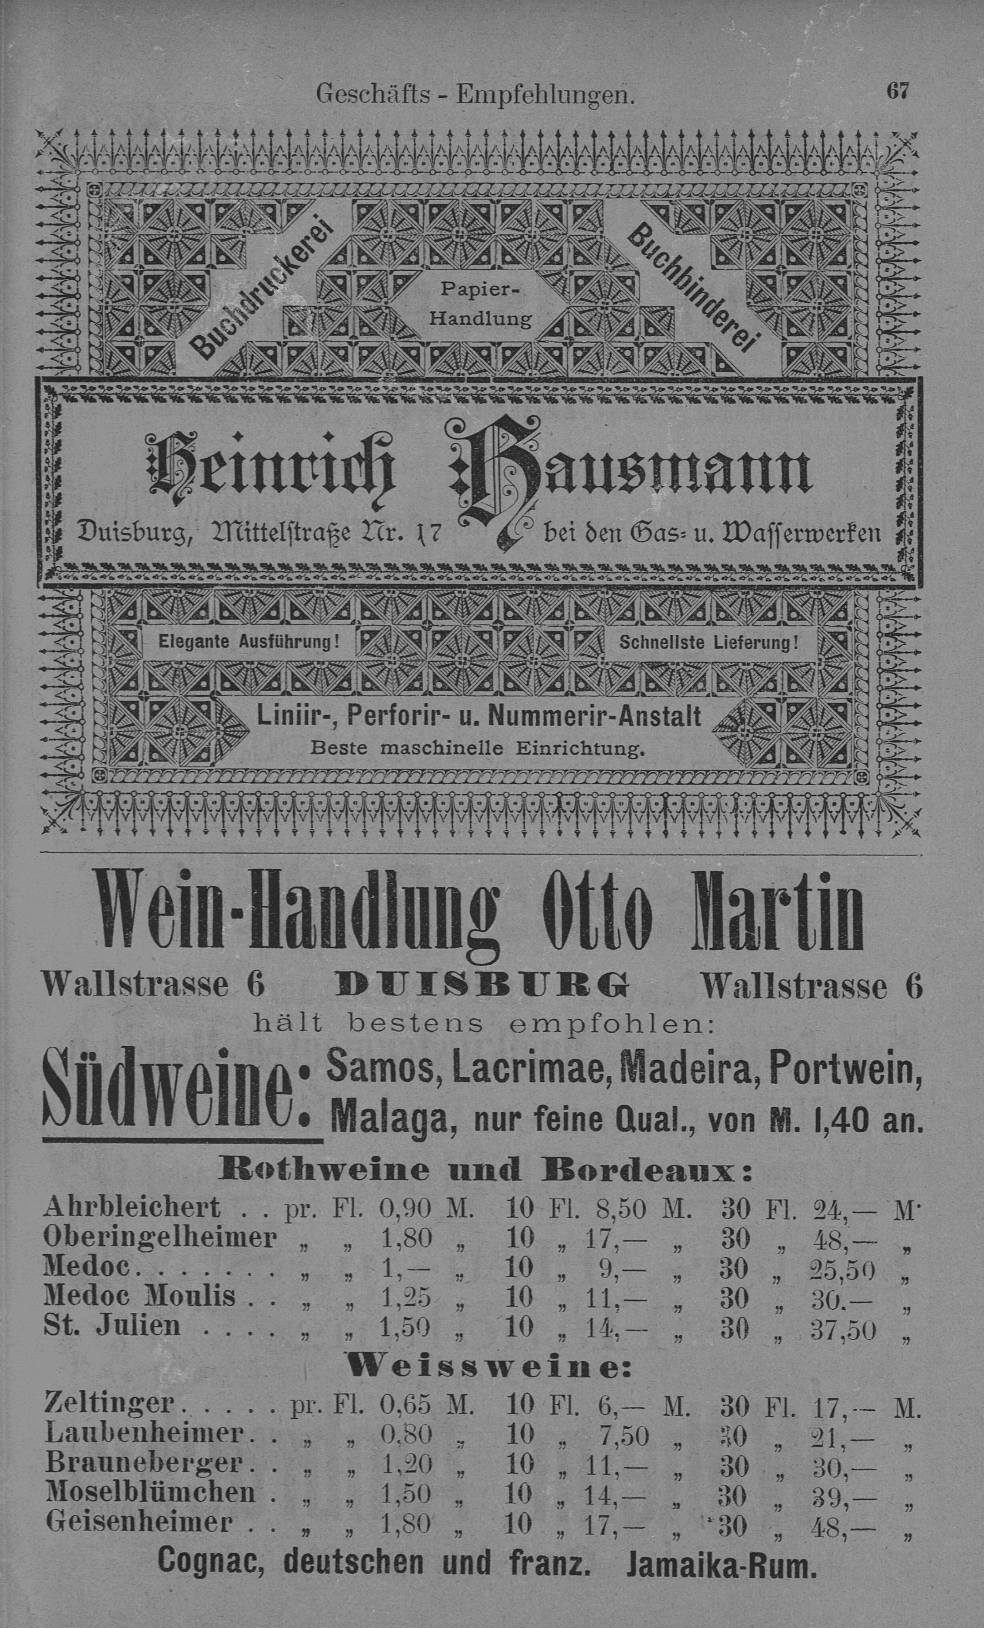 Geschäfts - Empfehlungen. 67
Buchdruckerei
Buchbinderei
Papier-
Handlung
Heinrich Hausmann
Duisburg, Mittelstraße Nr. 17 bei den Gas- u. Wasserwerken
Elegante Ausführung! Schnellste Lieferung!
Liniir-, Perforir- u. Nummerir-Anstalt
Beste maschinelle Einrichtung.
Wein-Handlung Otto Martin
Wallstrasse 6 DUISBURG Wallstrasse 6
hält bestens empfohlen:
Südweine: Samos, Lacrimae, Madeira, Portwein,
Malaga, nur feine Qual., von M. 1,40 an.
Rothweine und Bordeaux:
Ahrbleichert . . pr. Fl. 0,90 M. 10 Fl. 8,50 M. 30 Fl. 24,— M.
Oberingelheimer „ „ 1,80 „ 10 „ 17,— „ 30 „ 48,— „
Medoc. . . . . . . „ „ 1,— „ 10 „ 9,— „ 30 „ 25,50 „
Medoc Moulis . . „ „ 1,25 „ 10 „ 11,— „ 30 „ 30.— „
St. Julien . . . . „ „ 1,50 „ 10 „ 14,— „ 30 „ 37,50 „
Weissweine:
Zeltinger. . . . . pr. Fl. 0,65 M. 10 Fl. 6,— M. 30 Fl. 17,— M.
Laubenheimer. . „ „ 0,80 „ 10 „ 7,50 „ 30 „ 21,— „
Brauneberger. . „ „ 1,20 „ 10 „ 11,— „ 30 „ 30,— „
Moselblümchen . „ „ 1,50 „ 10 „ 14,— „ 30 „ 39,— „
Geisenheimer . . „ „ 1,80 „ 10 „ 17,— „ 30 „ 48,— „
Cognac, deutschen und franz. Jamaika-Rum.